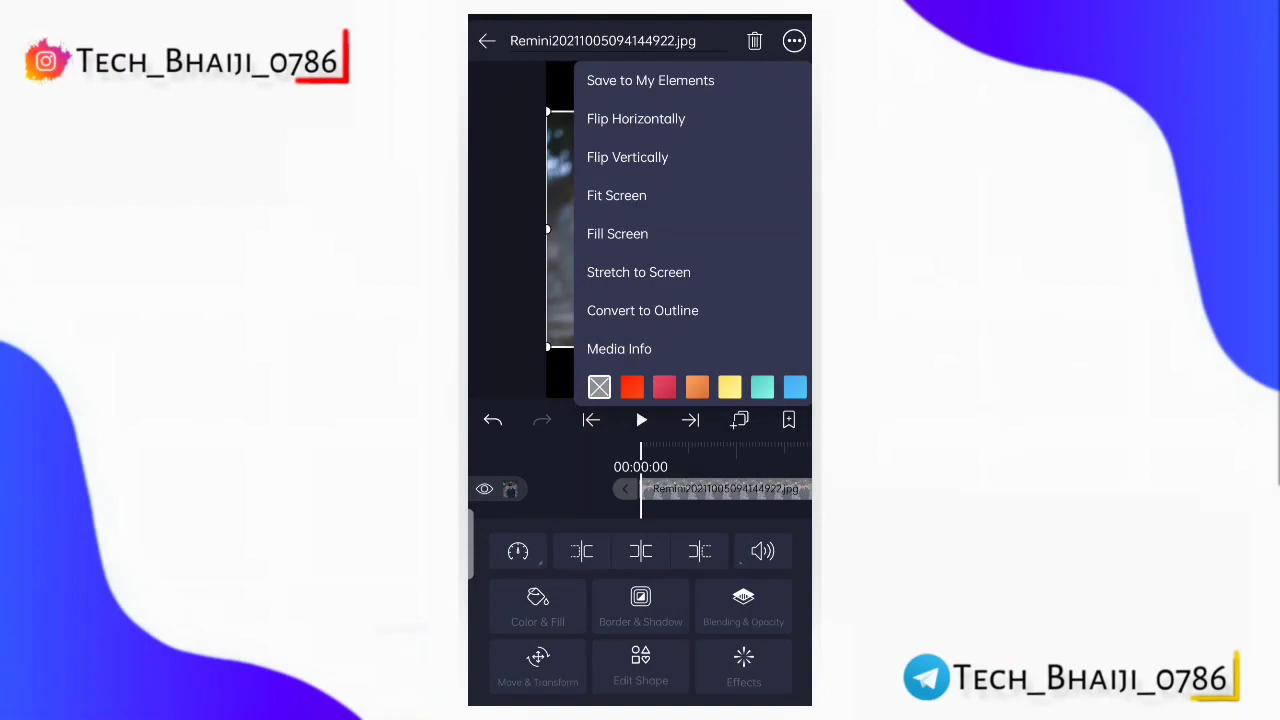 TECH_BHAIJI_0786
Remini20211005094144922.jpg
Save to My Elements
Flip Horizontally
Flip Vertically
Fit Screen
Fill Screen
Stretch to Screen
Convert to Outline
Media Info
00:00:00
Remini20211005094144922.jpg
Color & Fill
Border & Shadow
Blending & Opacity
Move & Transform
Edit Shape
Effects
TECH_BHAIJI_0786